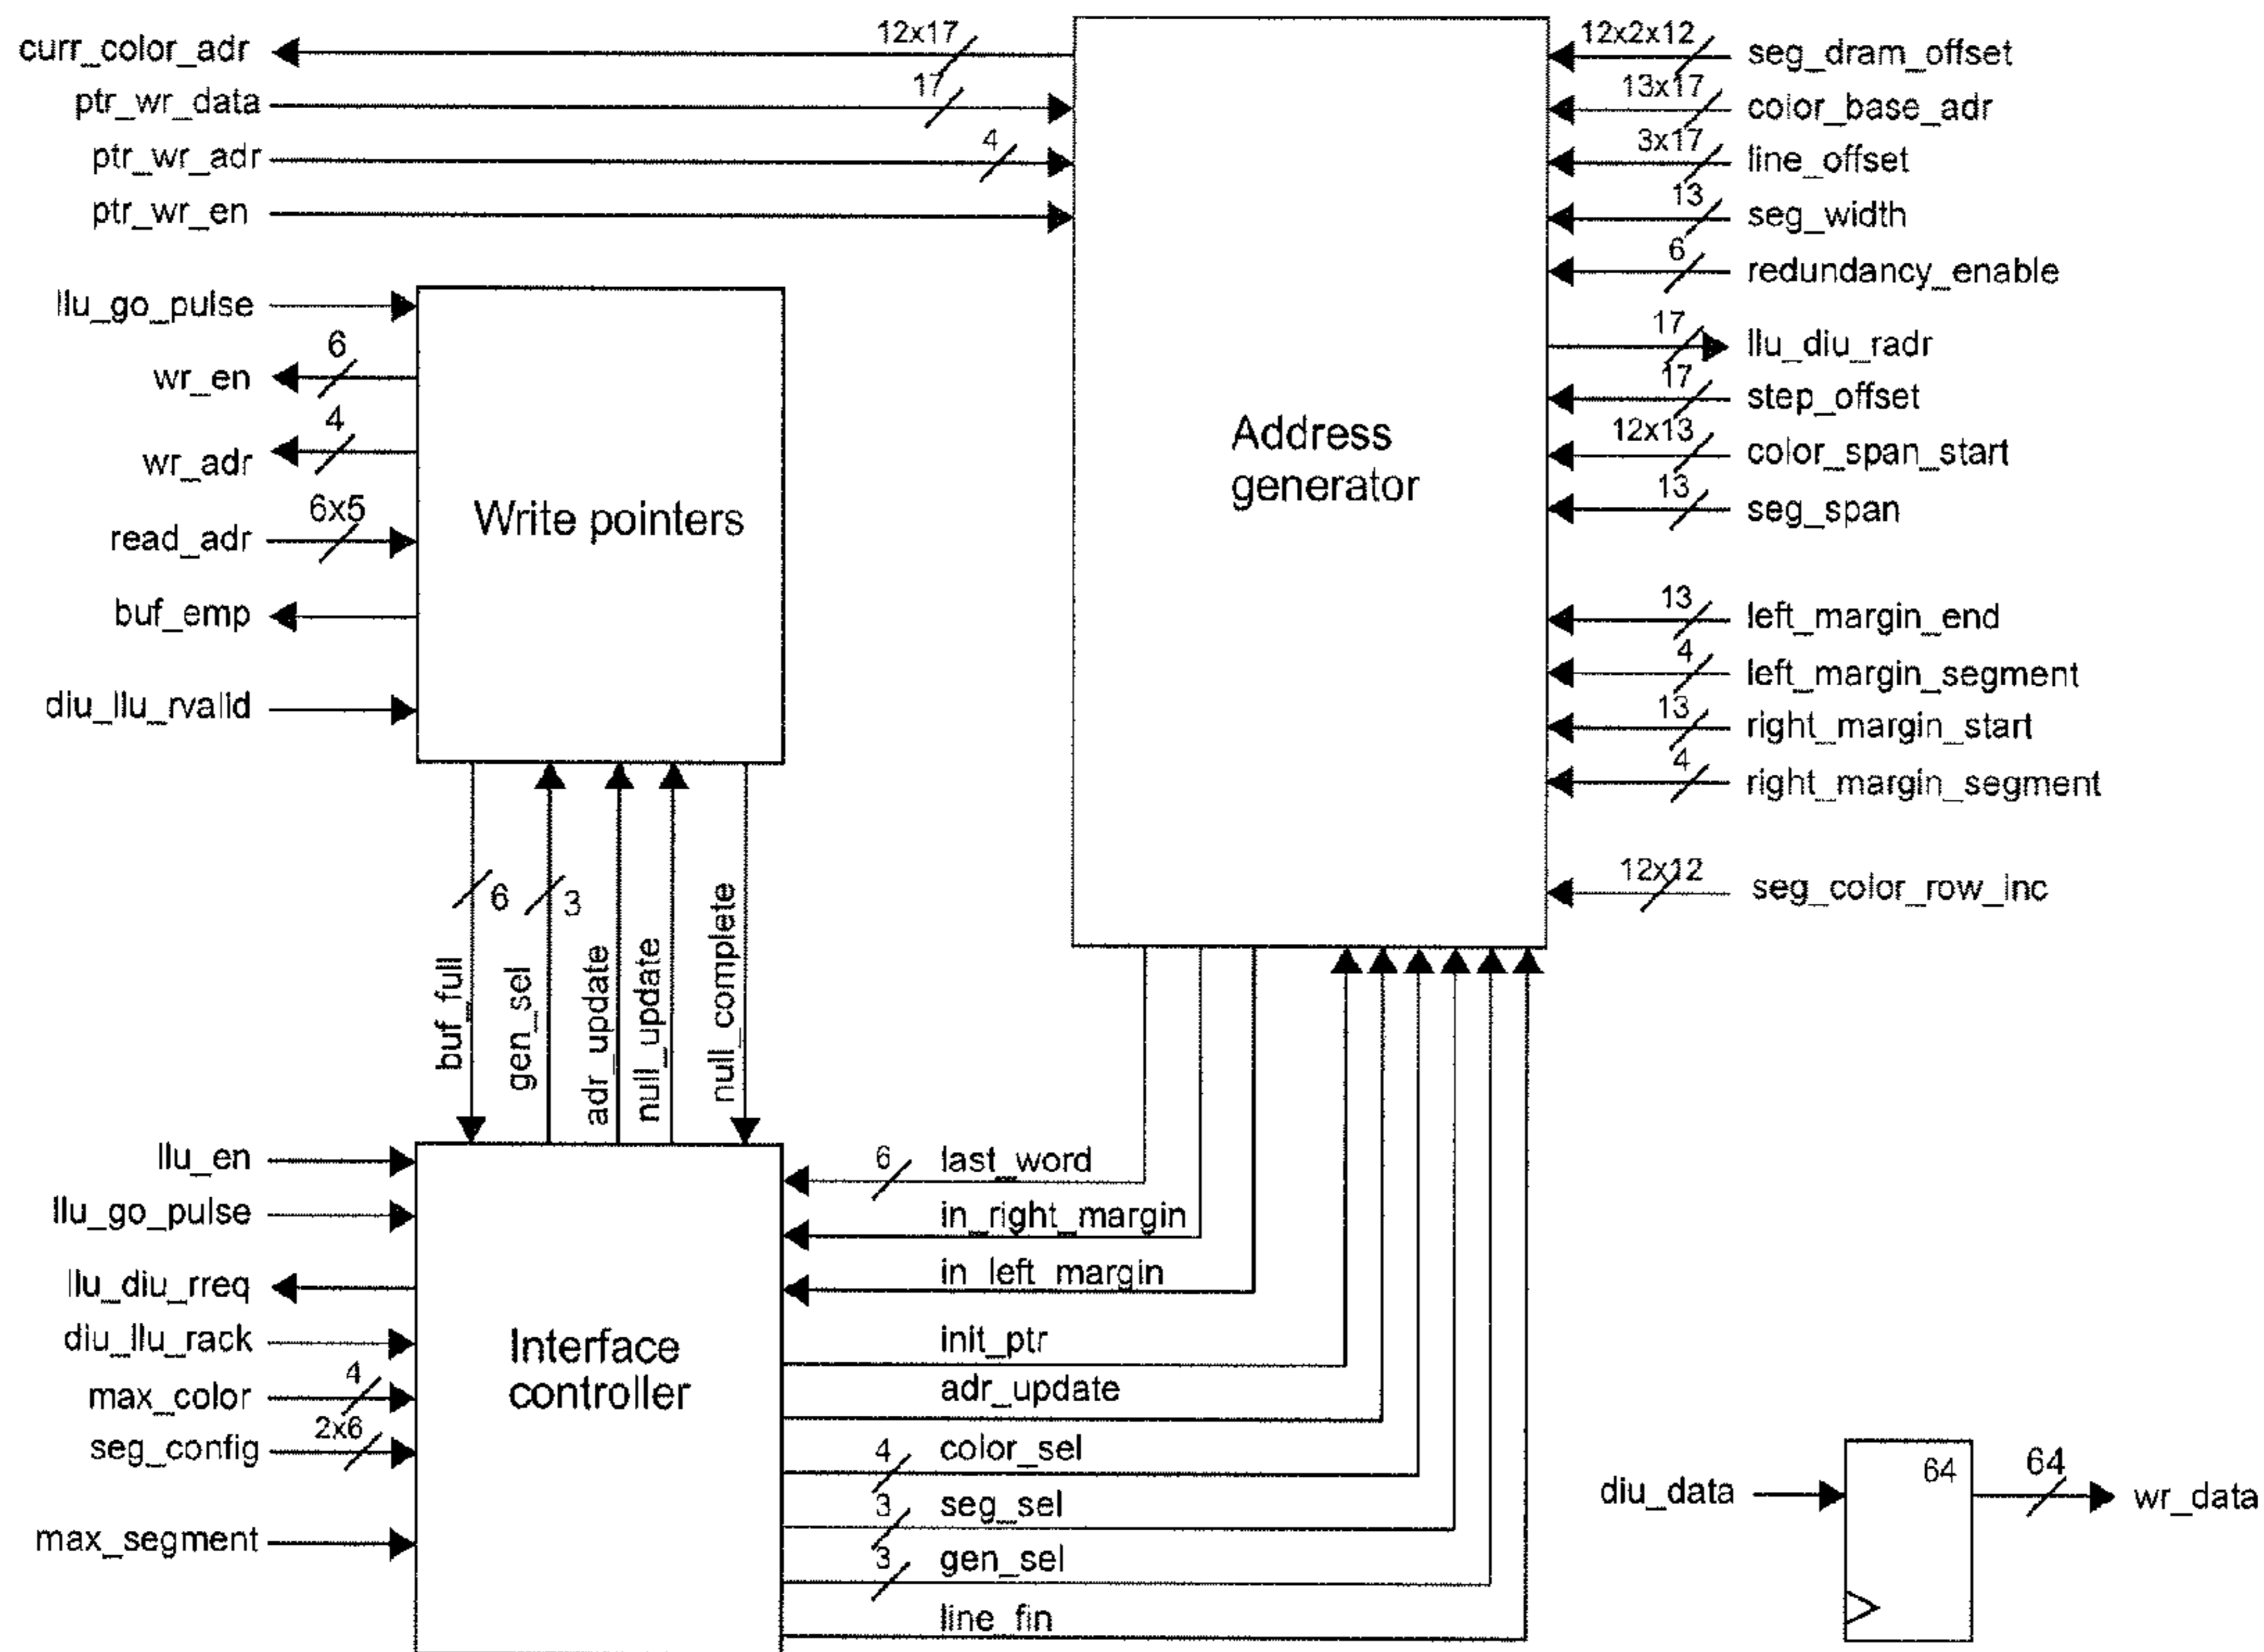 curr_color_adr
12x17
ptr_wr_data
17
ptr_wr_adr
4
ptr_wr_en
12x2x12
seg_dram_offset
13x17
color_base_adr
3x17
line_offset
13
seg_width
6
redundancy_enable
17
llu_diu_radr
17
step_offset
12x13
color_span_start
13
seg_span
13
left_margin_end
4
left_margin_segment
13
right_margin_start
4
right_margin_segment
12x12
seg_color_row_inc
Address
generator
llu_go_pulse
6
wr_en
4
wr_adr
6x5
read_adr
buf_emp
diu_llu_rvalid
Write pointers
6
3
buf_full
gen_sel
adr_update
null_update
null_complete
llu_en
llu_go_pulse
llu_diu_rreq
diu_llu_rack
4
max_color
2x6
seg_config
max_segment
Interface
controller
6
last_word
in_right_margin
in_left_margin
init_ptr
adr_update
4
color_sel
3
seg_sel
3
gen_sel
line_fin
diu_data
64
64
wr_data